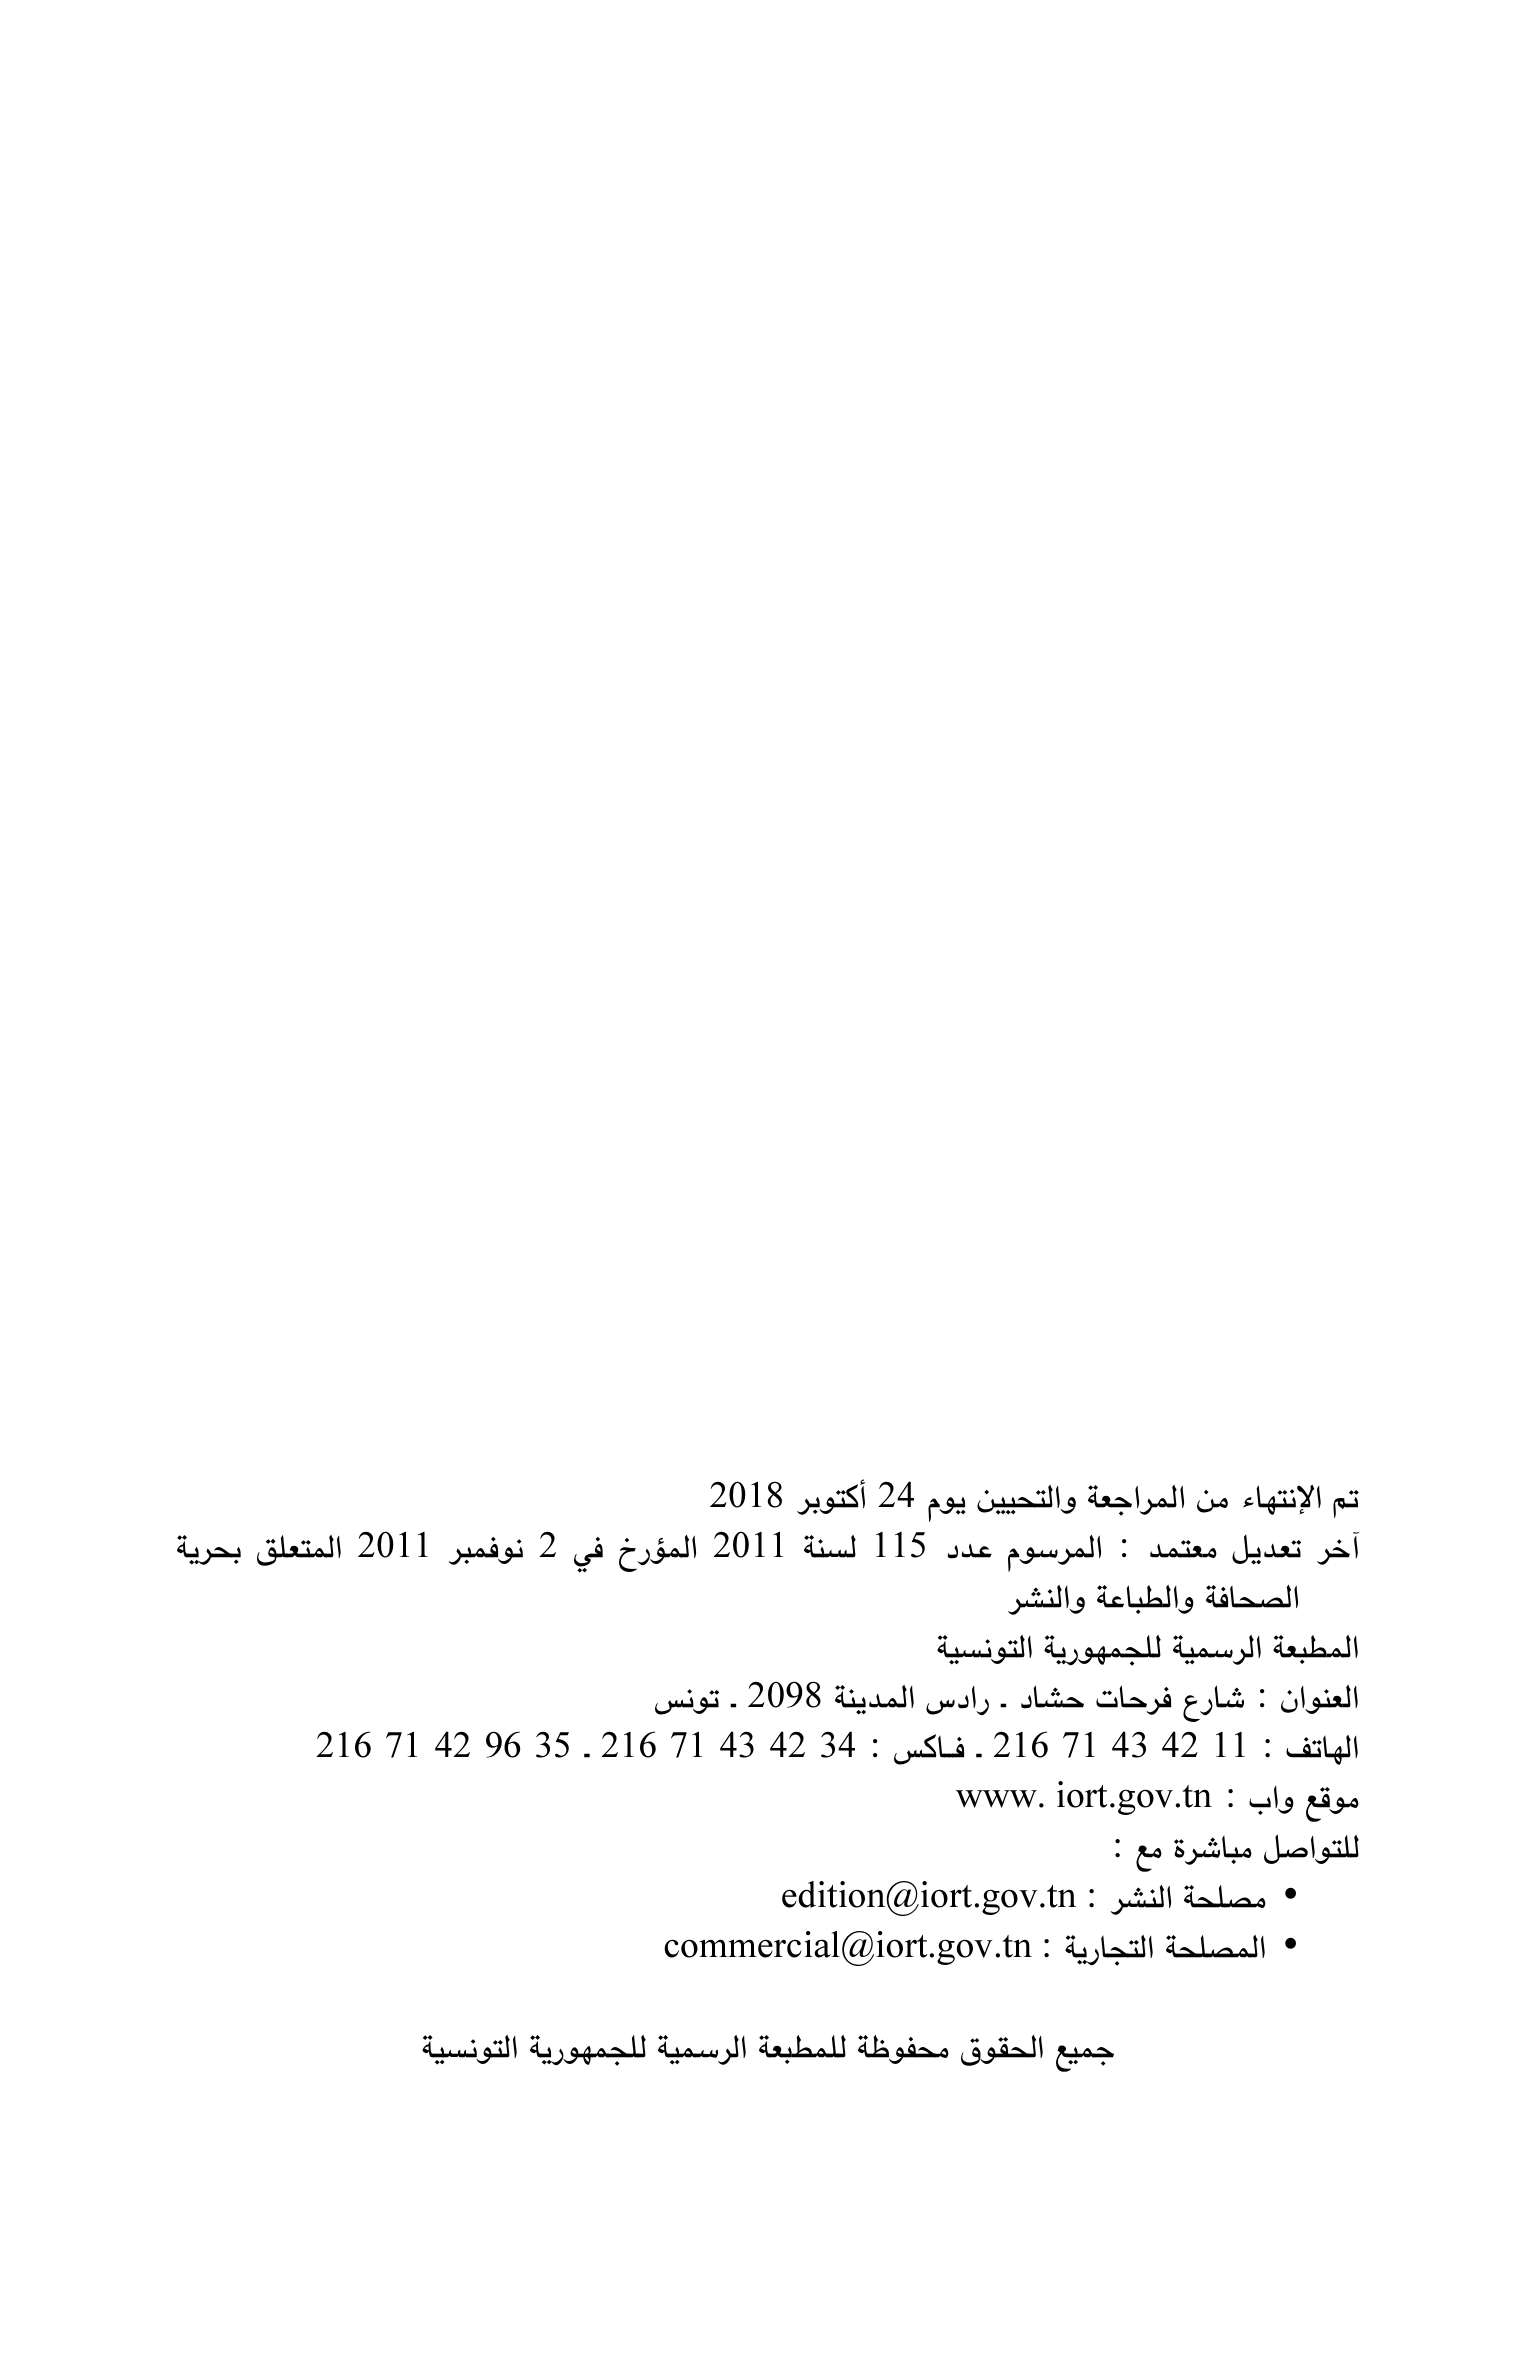 تم الإنتهاء من المراجعة والتحيين يوم 24 أكتوبر 2018
آخر تعديل معتمد : المرسوم عدد 115 لسنة 2011 المؤرخ في 2 نوفمبر 2011 المتعلق بحرية
الصحافة والطباعة والنشر
المطبعة الرسمية للجمهورية التونسية
العنوان : شارع فرحات حشاد ـ رادس المدينة 2098 ـ تونس
الهاتف : 11 42 43 71 216 ـ فـاكس : 34 42 43 71 216 ـ 35 96 42 71 216
موقع واب : www. iort.gov.tn
للتواصل مباشرة مع :
• مصلحة النشر : edition@iort.gov.tn
• المصلحة التجارية : commercial@iort.gov.tn
جميع الحقوق محفوظة للمطبعة الرسمية للجمهورية التونسية